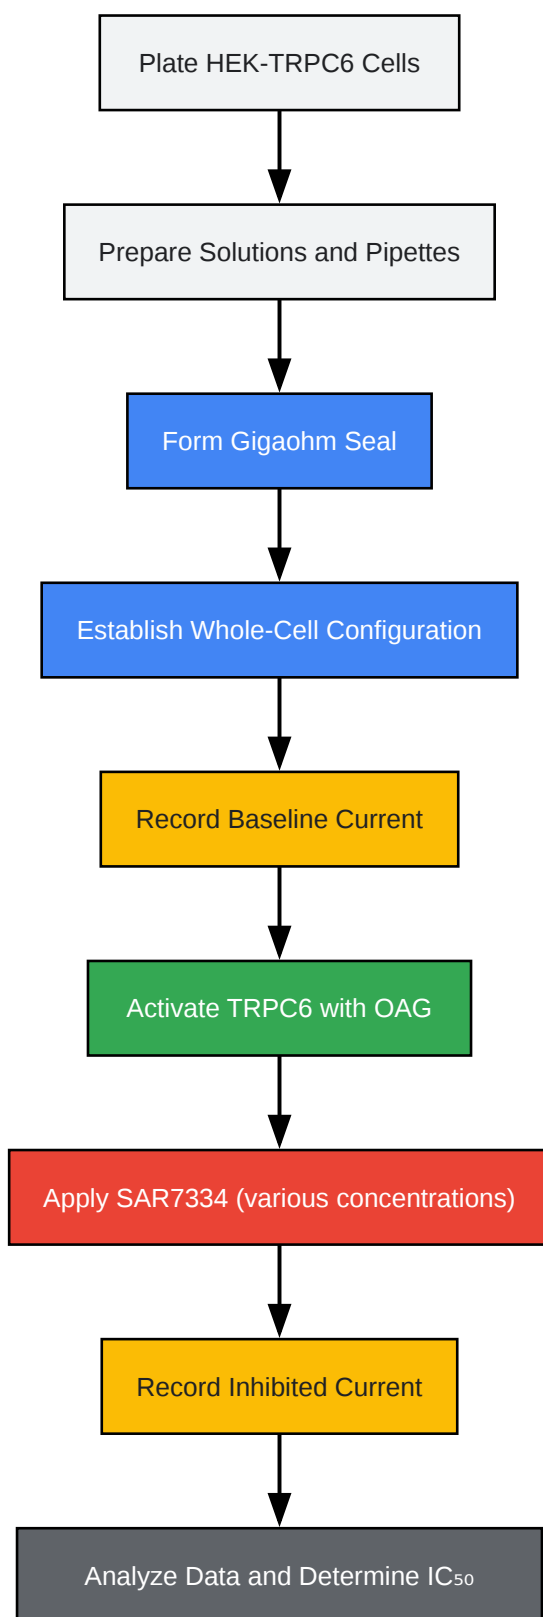 Plate HEK-TRPC6 Cells
Prepare Solutions and Pipettes
Form Gigaohm Seal
Establish Whole-Cell Configuration
Record Baseline Current
Activate TRPC6 with OAG
Apply SAR7334 (various concentrations)
Record Inhibited Current
Analyze Data and Determine IC₅₀